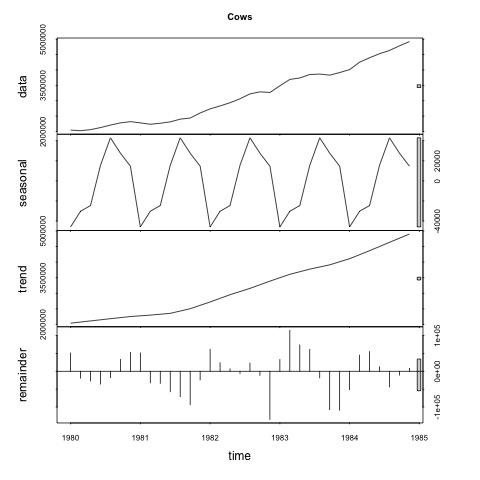 Cows
data
2000000 3500000 5000000
seasonal
-40000 0 20000
trend
2000000 3500000 5000000
remainder
-1e+05 0e+00 1e+05
1980 1981 1982 1983 1984 1985
time